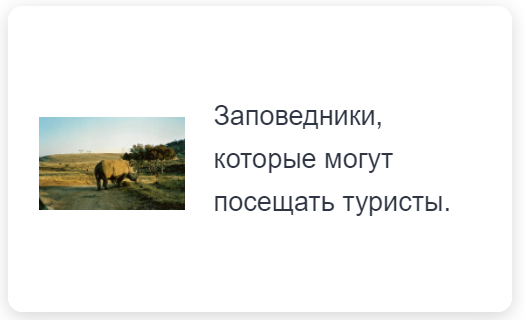 Заповедники,
которые могут
посещать туристы.